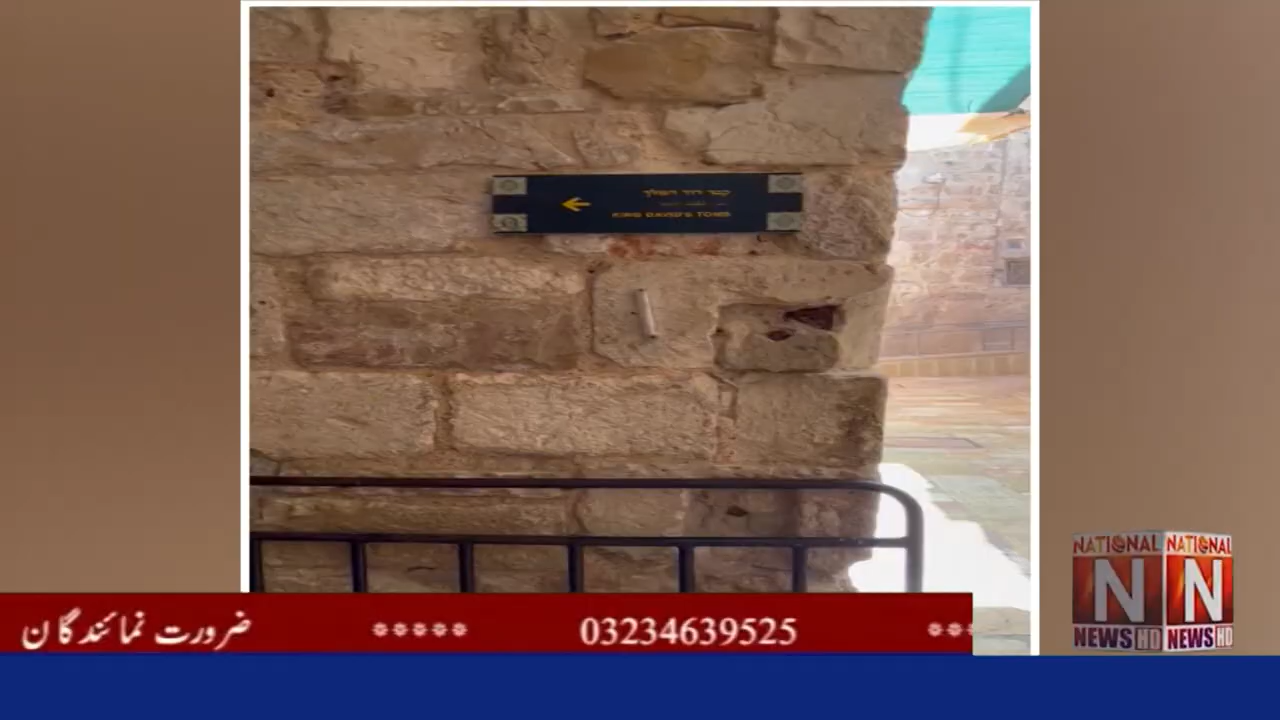 קבר דוד המלך
KING DAVID'S TOMB
ضرورت نمائندگان
***** 03234639525 ***
NATIONAL NATIONAL
N N
NEWS HD NEWS HD